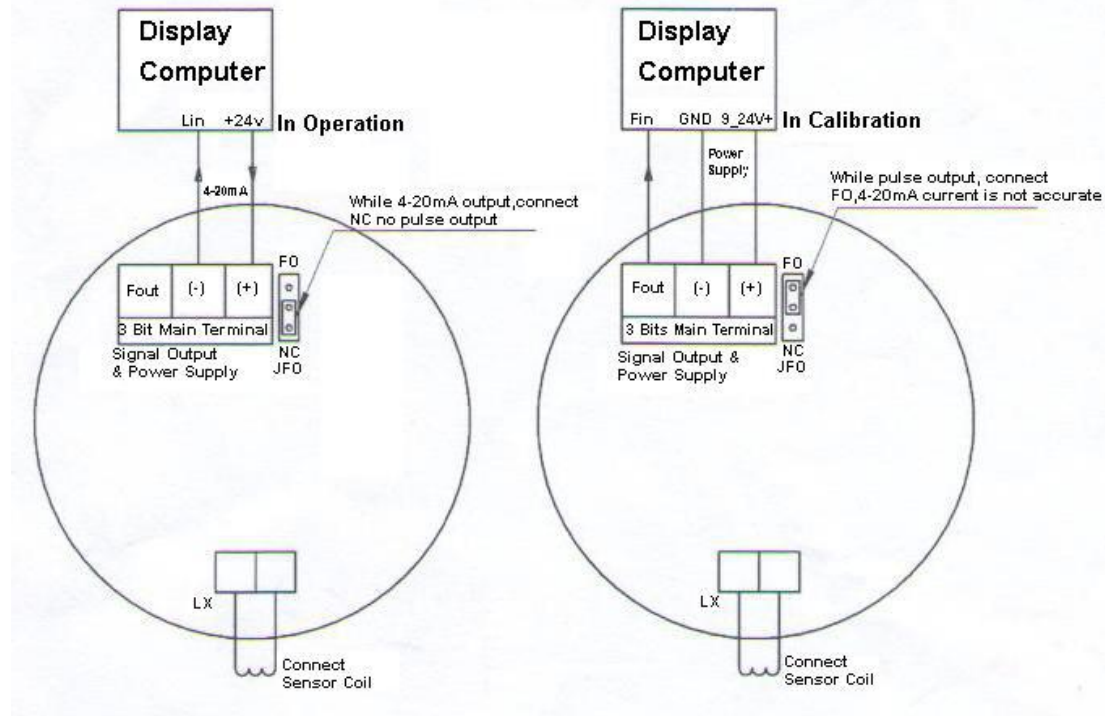 Display
Computer
Lin +24v
In Operation
4-20mA
While 4-20mA output,connect
NC no pulse output
FO
Fout (-) (+)
3 Bit Main Terminal
Signal Output
& Power Supply
NC
JFO
LX
Connect
Sensor Coil
Display
Computer
Fin GND 9_24V+
In Calibration
Power
Supply
While pulse output, connect
FO,4-20mA current is not accurate
FO
Fout (-) (+)
3 Bits Main Terminal
Signal Output &
Power Supply
NC
JFO
LX
Connect
Sensor Coil